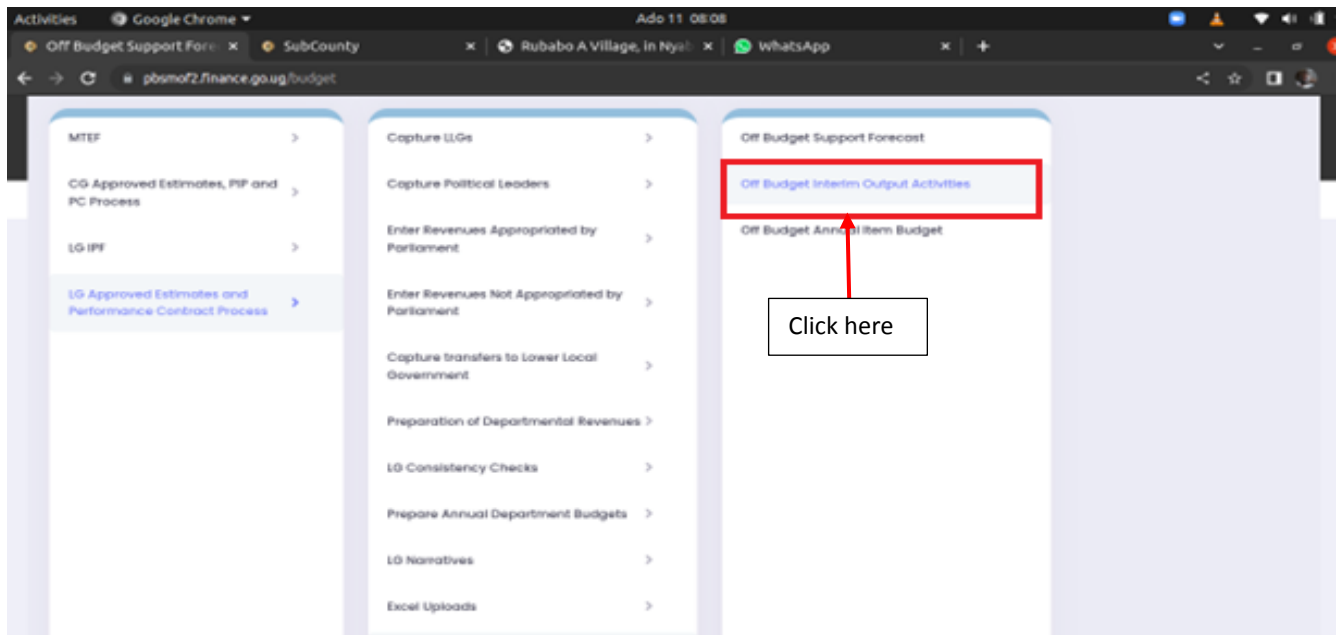 Activities
Google Chrome
Ado 11 08:08
Off Budget Support Fore
SubCounty
Rubabo A Village, in Nyab
WhatsApp
pbsmof2.finance.go.ug/budget
MTEF
CG Approved Estimates, PIP and
PC Process
LG IPF
LG Approved Estimates and
Performance Contract Process
Capture LLGs
Capture Political Leaders
Enter Revenues Appropriated by
Parliament
Enter Revenues Not Appropriated by
Parliament
Capture transfers to Lower Local
Government
Preparation of Departmental Revenues
LG Consistency Checks
Prepare Annual Department Budgets
LG Narratives
Excel Uploads
Off Budget Support Forecast
Off Budget Interim Output Activities
Off Budget Annual Item Budget
Click here